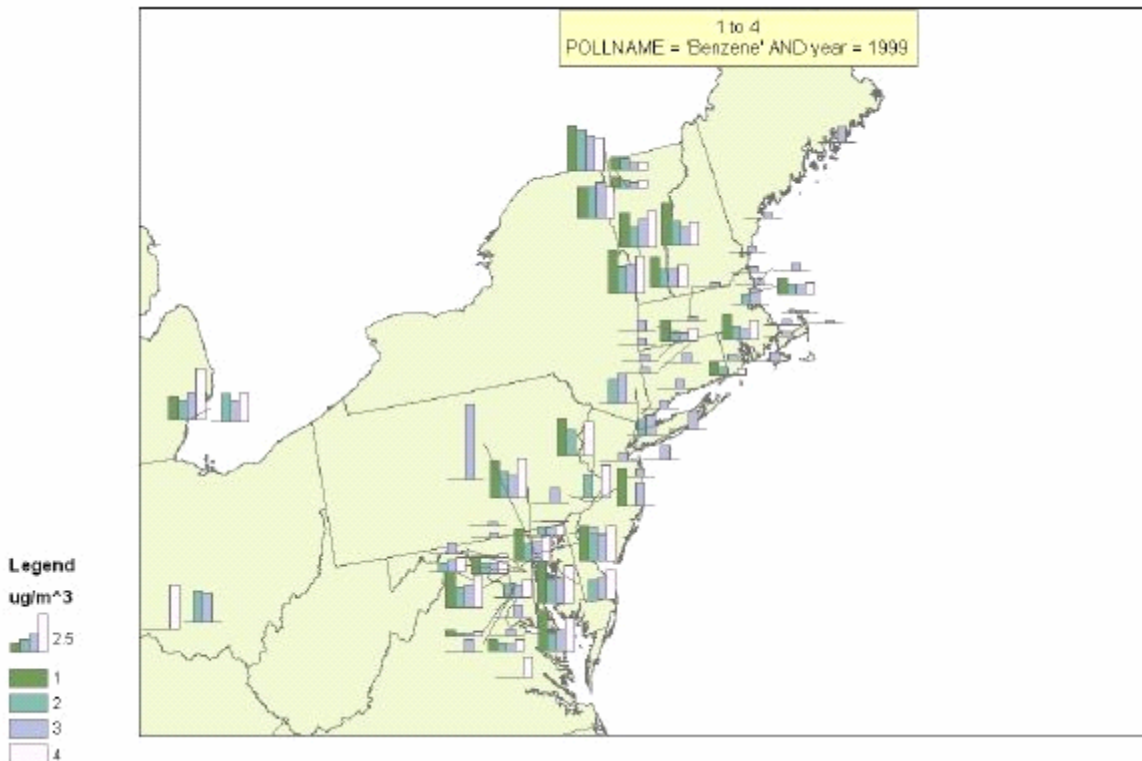 1 to 4
POLLNAME = 'Benzene' AND year = 1999
Legend
ug/m^3
2.5
1
2
3
4